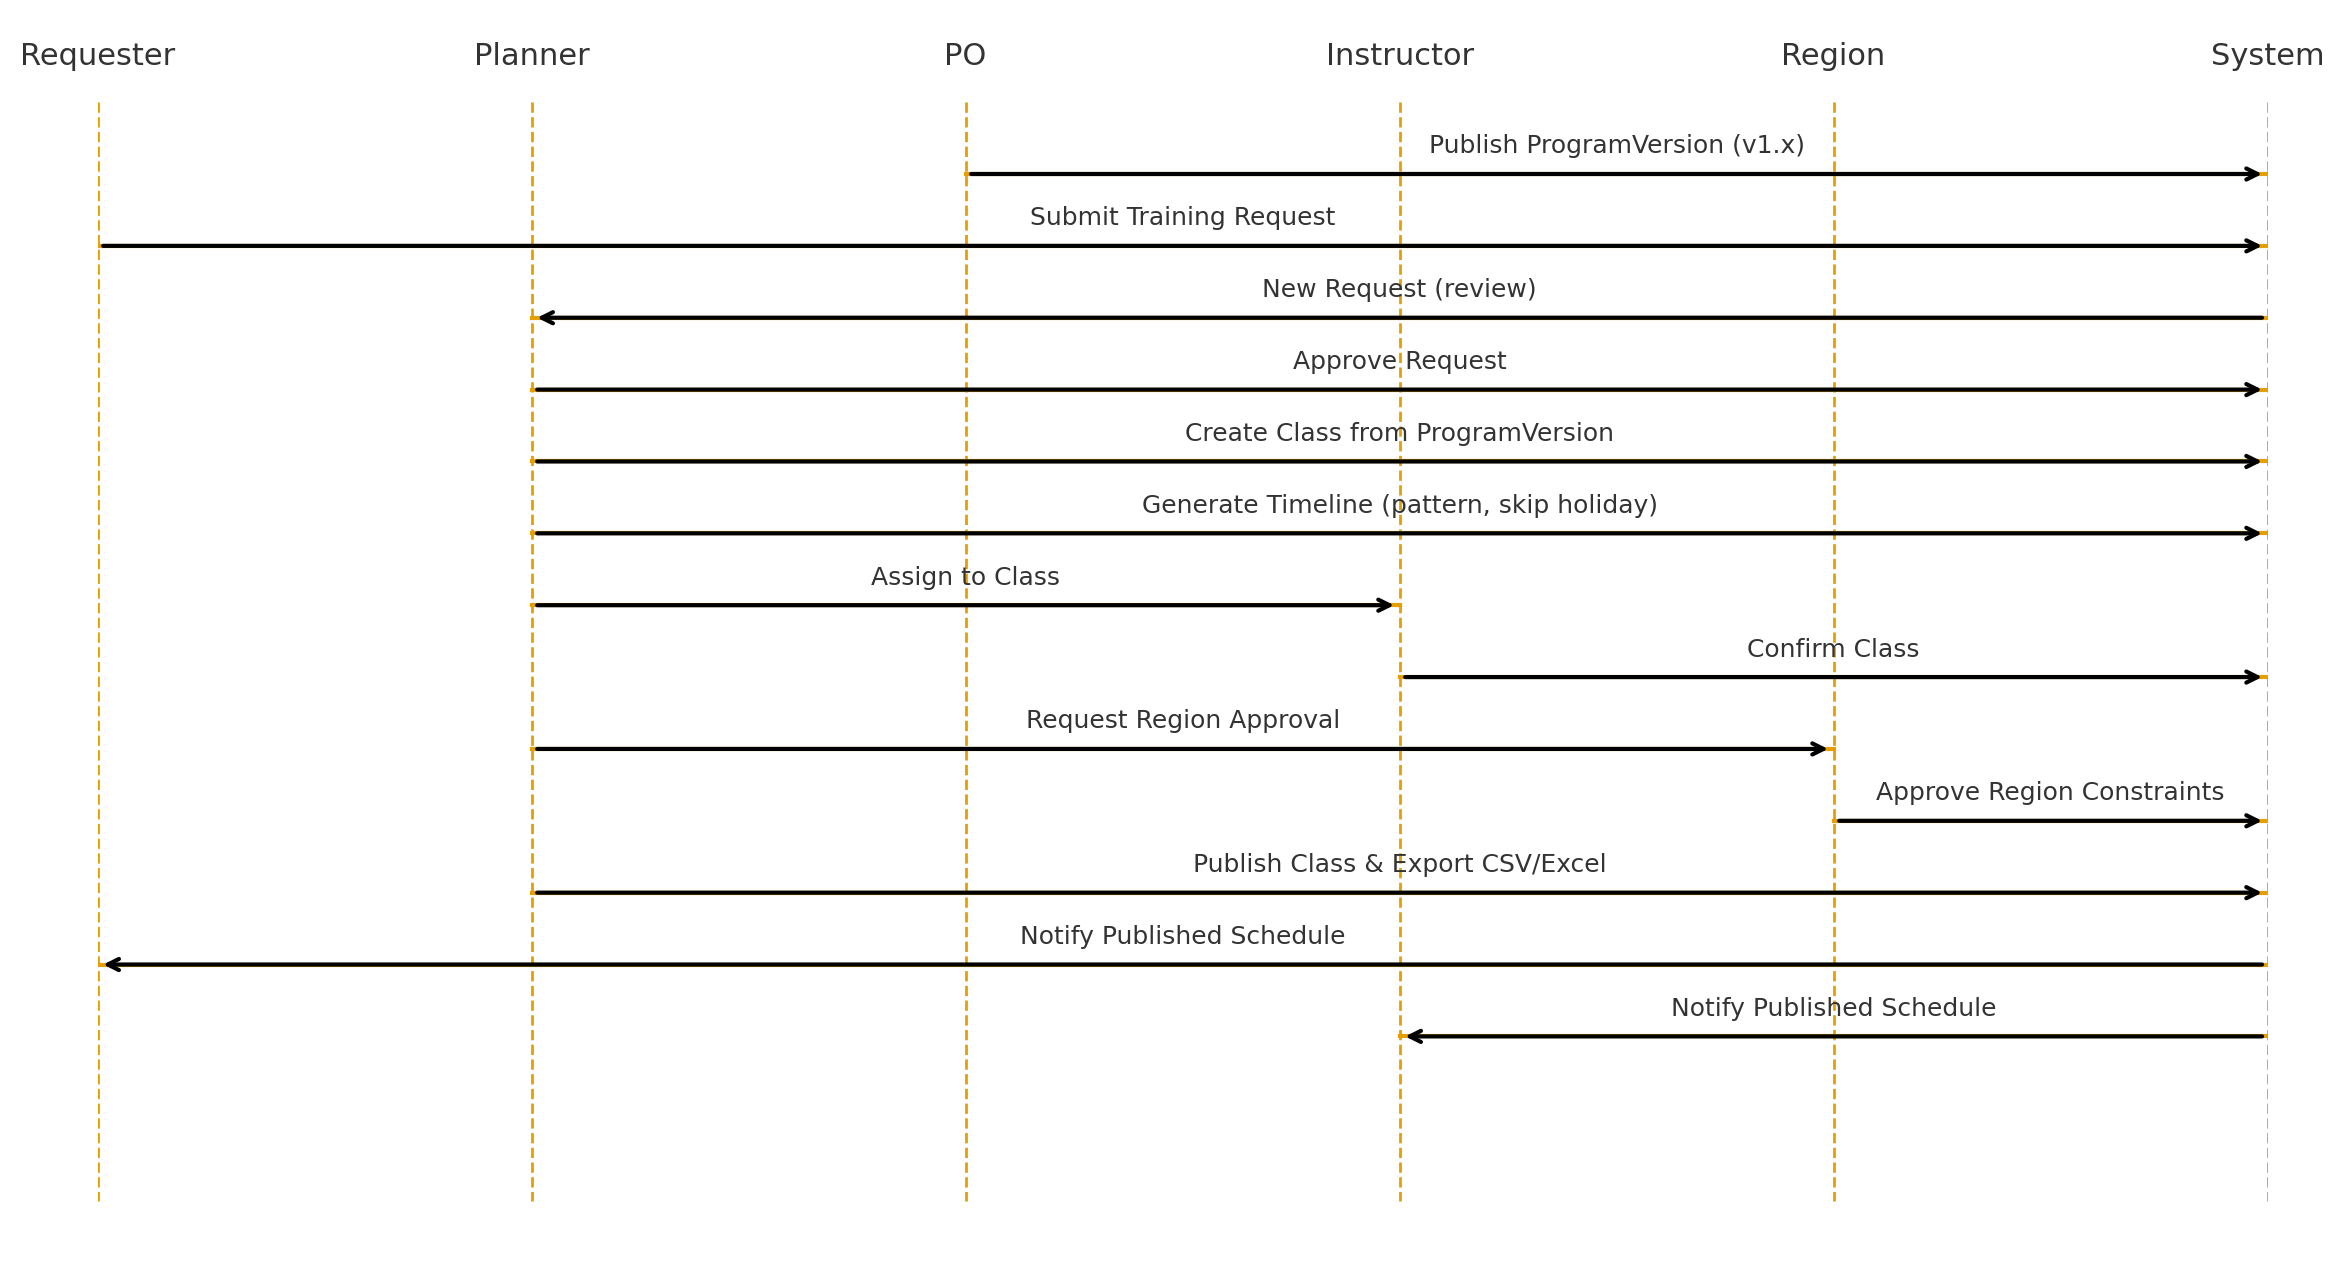 Requester
Planner
PO
Instructor
Region
System
Publish ProgramVersion (v1.x)
Submit Training Request
New Request (review)
Approve Request
Create Class from ProgramVersion
Generate Timeline (pattern, skip holiday)
Assign to Class
Confirm Class
Request Region Approval
Approve Region Constraints
Publish Class & Export CSV/Excel
Notify Published Schedule
Notify Published Schedule